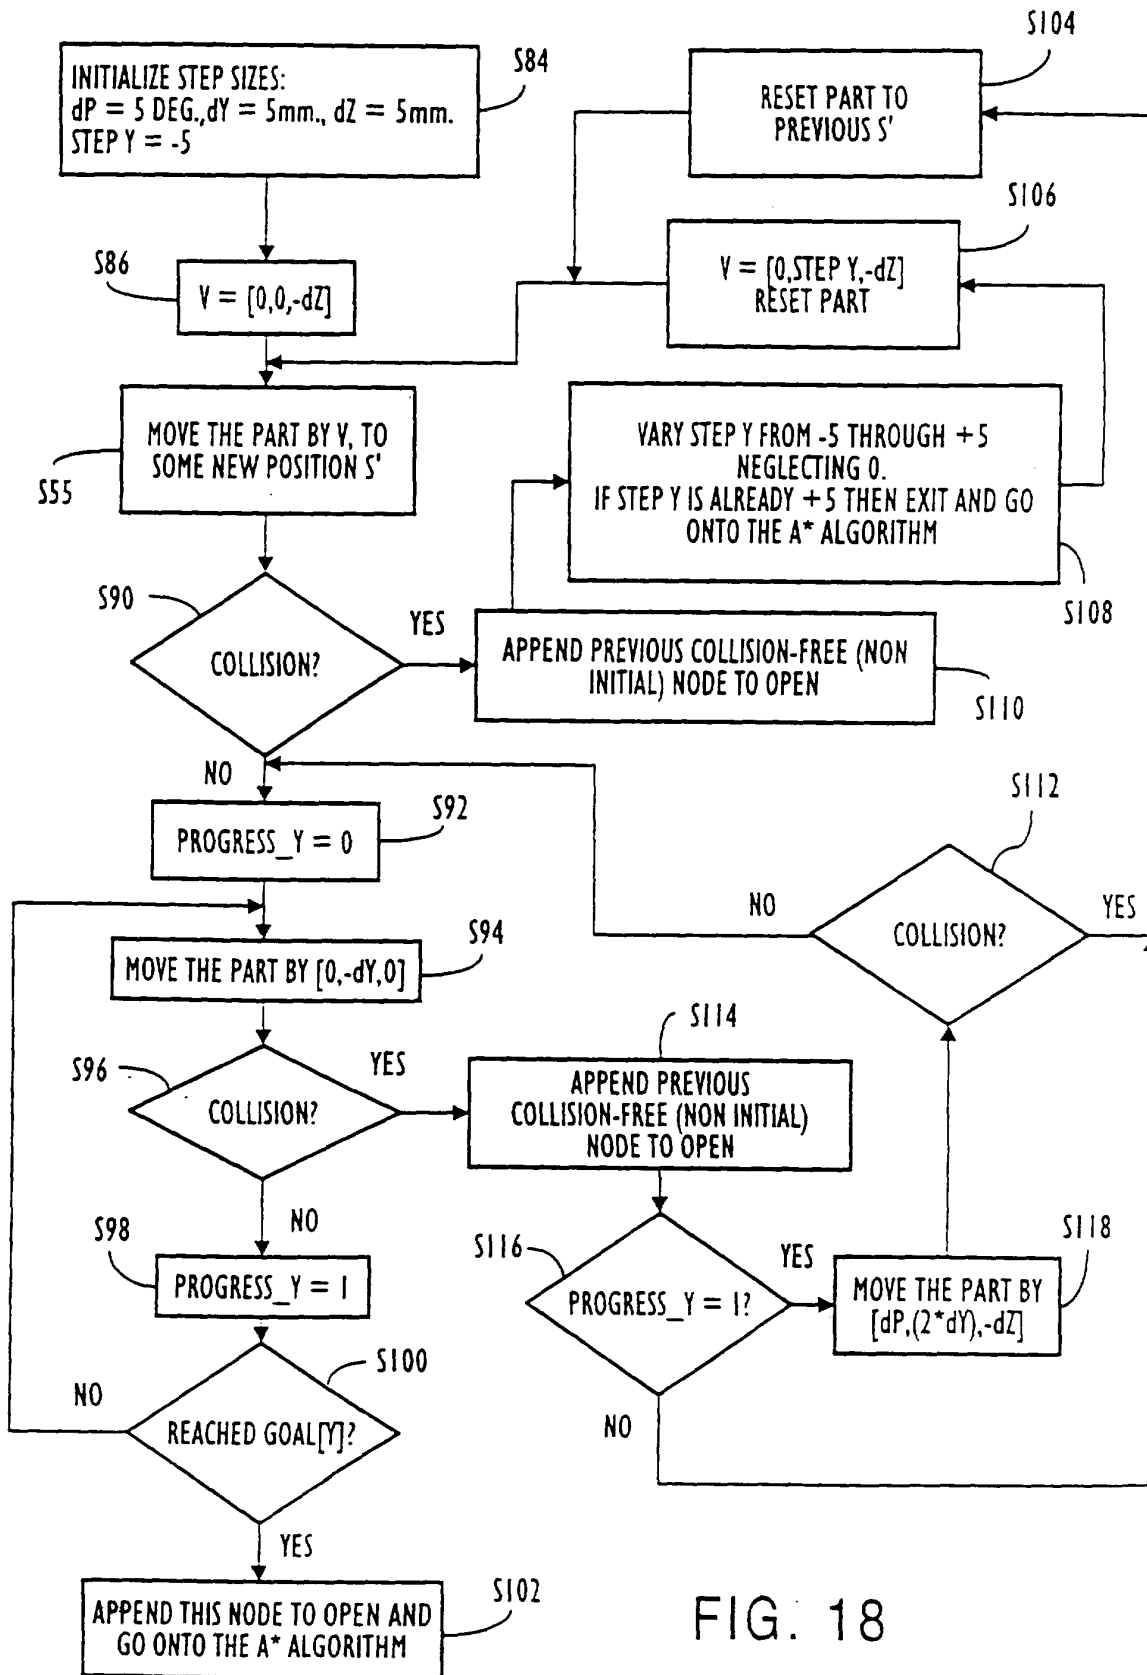 S84
INITIALIZE STEP SIZES:
dP = 5 DEG.,dY = 5mm., dZ = 5mm.
STEP Y = -5
S104
RESET PART TO
PREVIOUS S'
S86
V = [0,0,-dZ]
S106
V = [0,STEP Y,-dZ]
RESET PART
S55
MOVE THE PART BY V, TO
SOME NEW POSITION S'
VARY STEP Y FROM -5 THROUGH +5
NEGLECTING 0.
IF STEP Y IS ALREADY +5 THEN EXIT AND GO
ONTO THE A* ALGORITHM
S108
S90
COLLISION?
YES
APPEND PREVIOUS COLLISION-FREE (NON
INITIAL) NODE TO OPEN
S110
NO
S92
PROGRESS_Y = 0
S112
COLLISION?
NO
YES
S94
MOVE THE PART BY [0,-dY,0]
S96
COLLISION?
YES
S114
APPEND PREVIOUS
COLLISION-FREE (NON INITIAL)
NODE TO OPEN
NO
S98
PROGRESS_Y = 1
S116
PROGRESS_Y = 1?
YES
S118
MOVE THE PART BY
[dP,(2*dY),-dZ]
NO
S100
REACHED GOAL[Y]?
NO
YES
S102
APPEND THIS NODE TO OPEN AND
GO ONTO THE A* ALGORITHM
FIG. 18